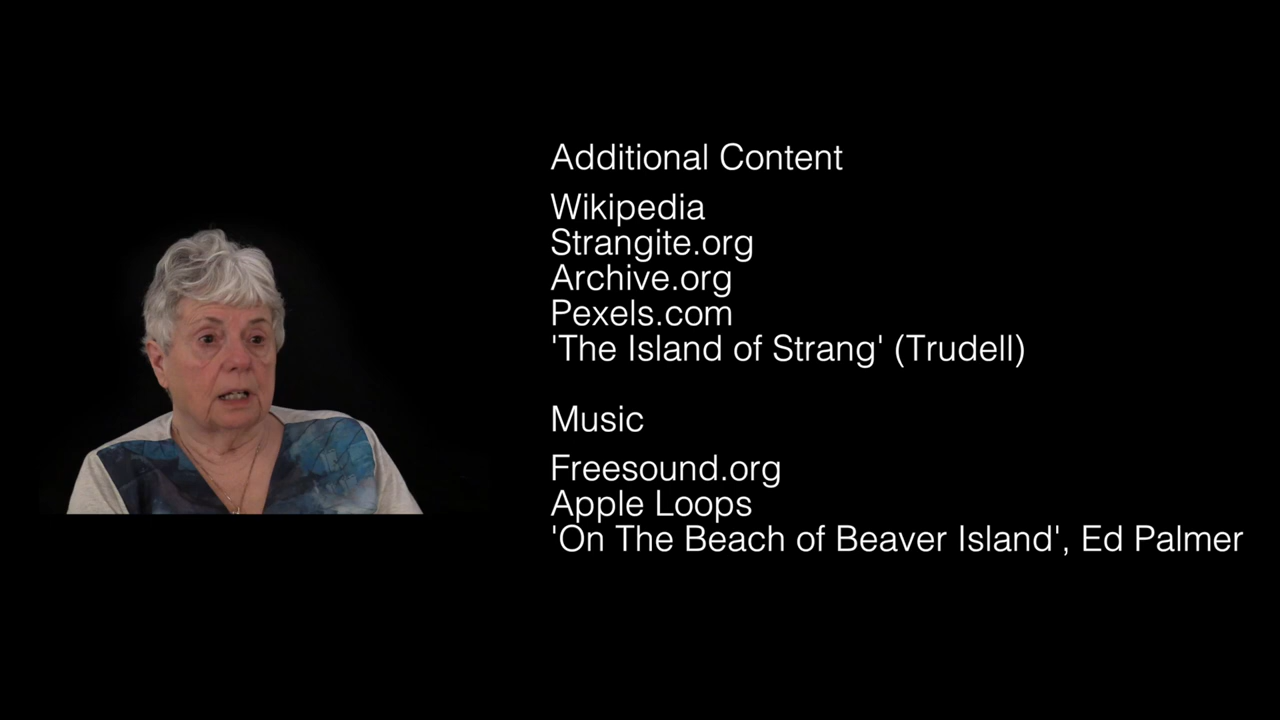 Additional Content
Wikipedia
Strangite.org
Archive.org
Pexels.com
'The Island of Strang' (Trudell)
Music
Freesound.org
Apple Loops
'On The Beach of Beaver Island', Ed Palmer